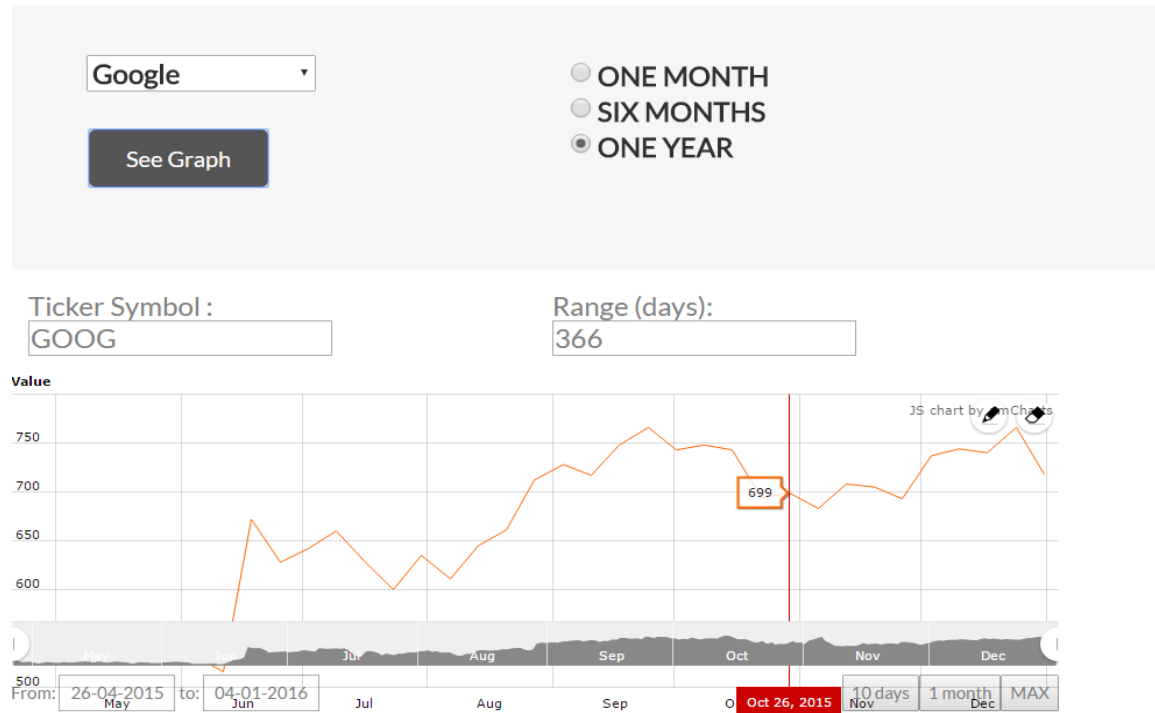 Google
ONE MONTH
SIX MONTHS
See Graph
ONE YEAR
Ticker Symbol :
Range (days):
GOOG
366
Value
JS chart by amCharts
750
700
699
650
600
May Jun Jul Aug Sep Oct Nov Dec
500
From: 26-04-2015 to: 04-01-2016
10 days 1 month MAX
May Jun Jul Aug Sep O Oct 26, 2015 Nov Dec